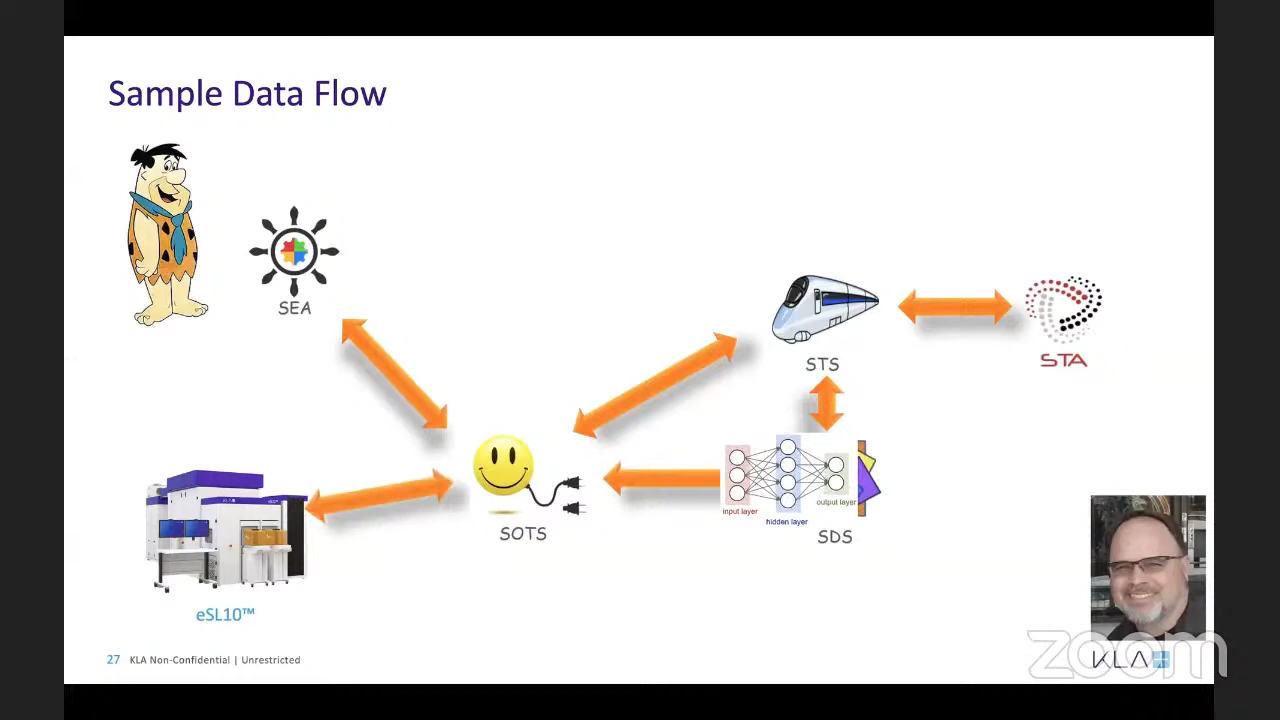 Sample Data Flow
SEA
STS
STA
input layer
hidden layer
output layer
SOTS
SDS
eSL10™
27 KLA Non-Confidential | Unrestricted
KLA
zoom